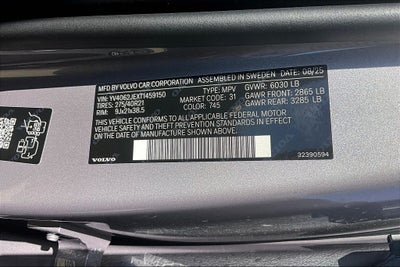 MFD BY VOLVO CAR CORPORATION ASSEMBLED IN SWEDEN 08/25
VIN: YV4062JEXT1459150 TYPE: MPV GVWR: 6030 LB
TIRES: 275/40R21 MARKET CODE: 31 GAWR FRONT: 2865 LB
RIM: 9Jx21x38.5 COLOR: 745 GAWR REAR: 3285 LB
THIS VEHICLE CONFORMS TO ALL APPLICABLE FEDERAL MOTOR
VEHICLE SAFETY AND THEFT PREVENTION STANDARDS IN EFFECT
ON THE DATE OF MANUFACTURE SHOWN ABOVE.
VOLVO
32390594